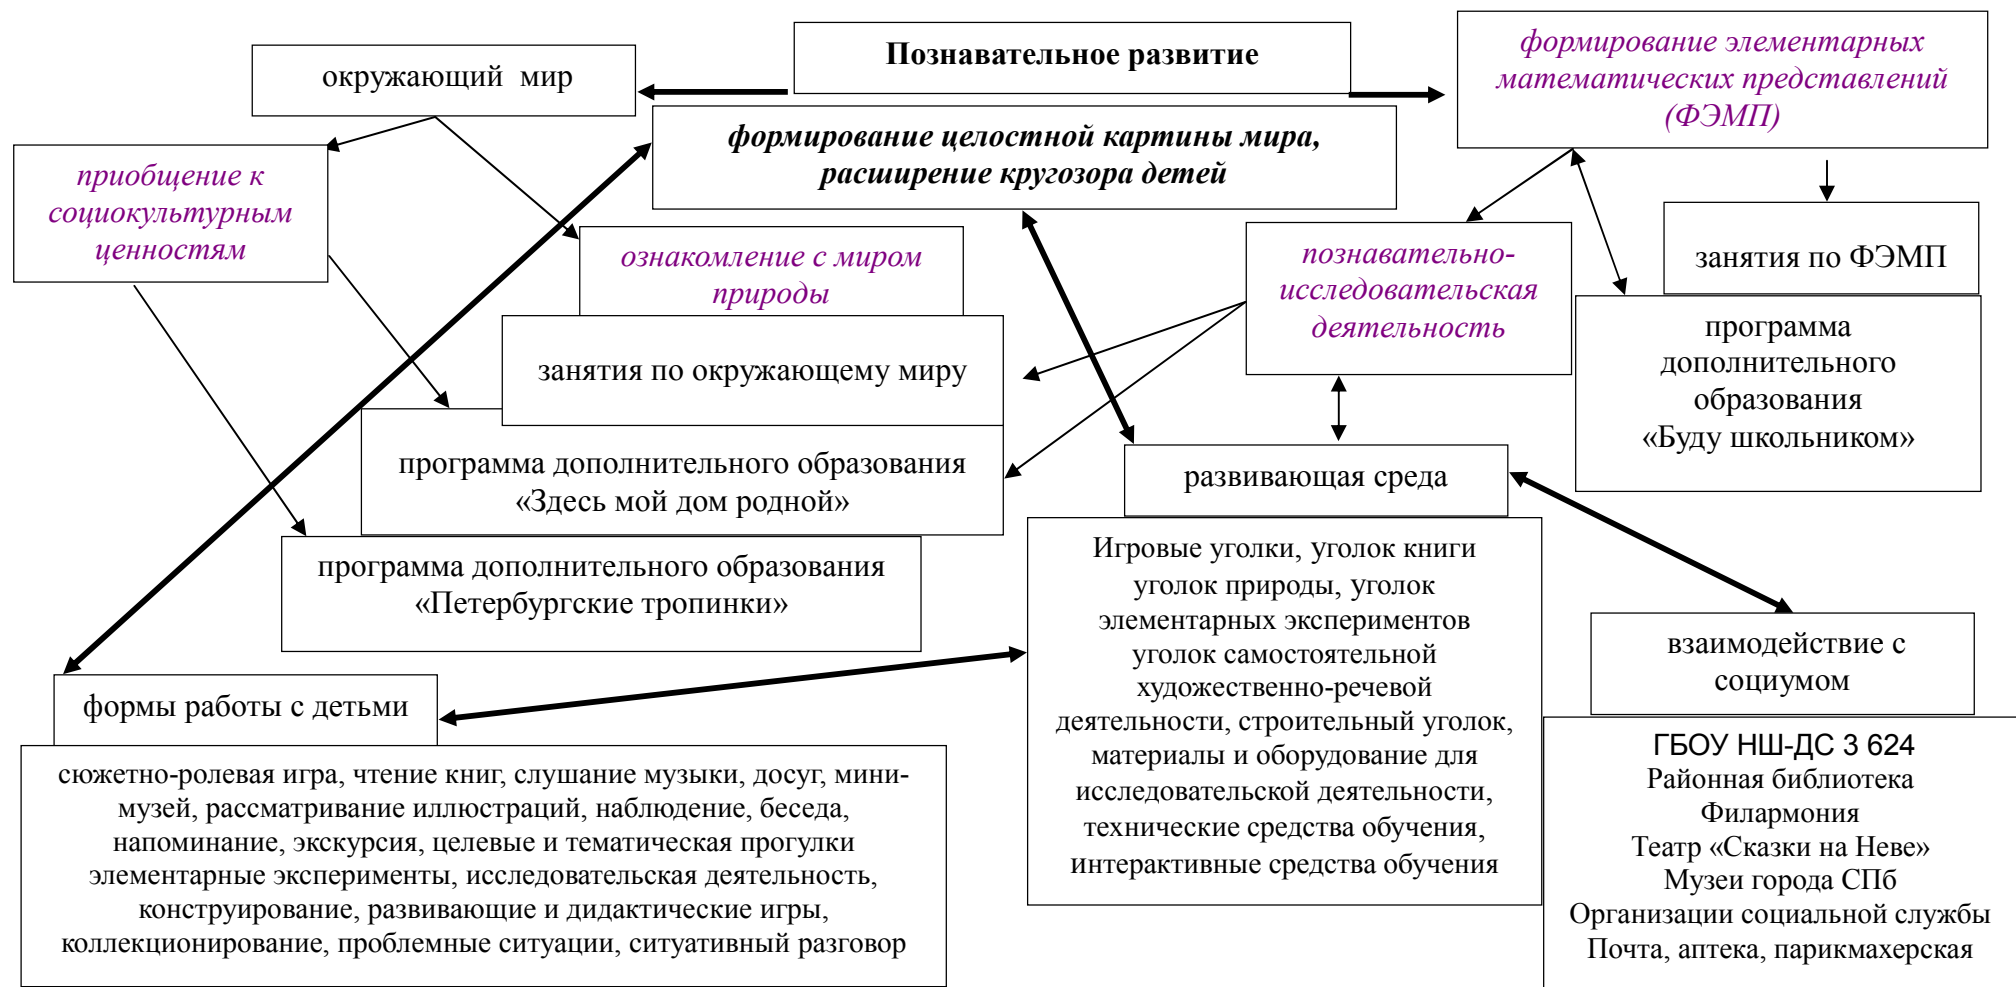 Познавательное развитие
окружающий мир
формирование элементарных
математических представлений
(ФЭМП)
формирование целостной картины мира,
расширение кругозора детей
приобщение к
социокультурным
ценностям
ознакомление с миром
природы
познавательно-
исследовательская
деятельность
занятия по ФЭМП
занятия по окружающему миру
программа
дополнительного
образования
«Буду школьником»
программа дополнительного образования
«Здесь мой дом родной»
развивающая среда
программа дополнительного образования
«Петербургские тропинки»
Игровые уголки, уголок книги
уголок природы, уголок
элементарных экспериментов
уголок самостоятельной
художественно-речевой
деятельности, строительный уголок,
материалы и оборудование для
исследовательской деятельности,
технические средства обучения,
интерактивные средства обучения
взаимодействие с
социумом
формы работы с детьми
сюжетно-ролевая игра, чтение книг, слушание музыки, досуг, мини-
музей, рассматривание иллюстраций, наблюдение, беседа,
напоминание, экскурсия, целевые и тематическая прогулки
элементарные эксперименты, исследовательская деятельность,
конструирование, развивающие и дидактические игры,
коллекционирование, проблемные ситуации, ситуативный разговор
ГБОУ НШ-ДС 3 624
Районная библиотека
Филармония
Театр «Сказки на Неве»
Музеи города СПб
Организации социальной службы
Почта, аптека, парикмахерская